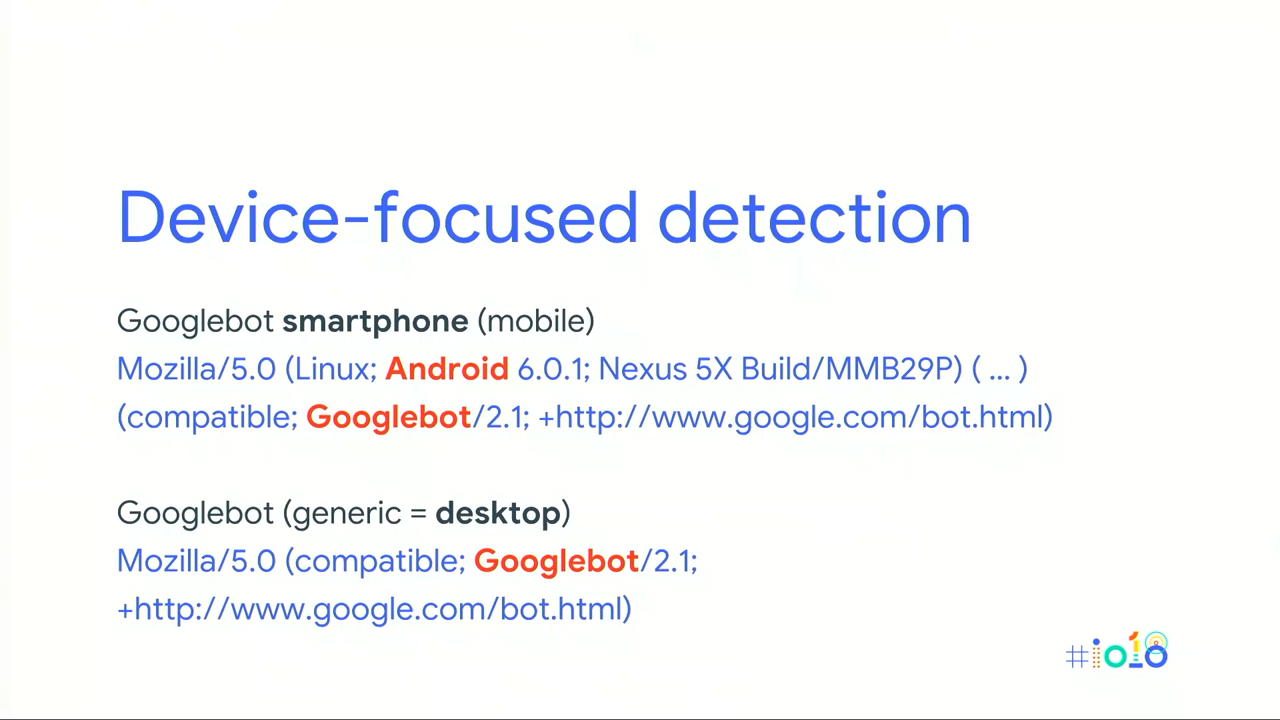 Device-focused detection
Googlebot smartphone (mobile)
Mozilla/5.0 (Linux; Android 6.0.1; Nexus 5X Build/MMB29P) ( ... )
(compatible; Googlebot/2.1; +http://www.google.com/bot.html)
Googlebot (generic = desktop)
Mozilla/5.0 (compatible; Googlebot/2.1;
+http://www.google.com/bot.html)
#io18